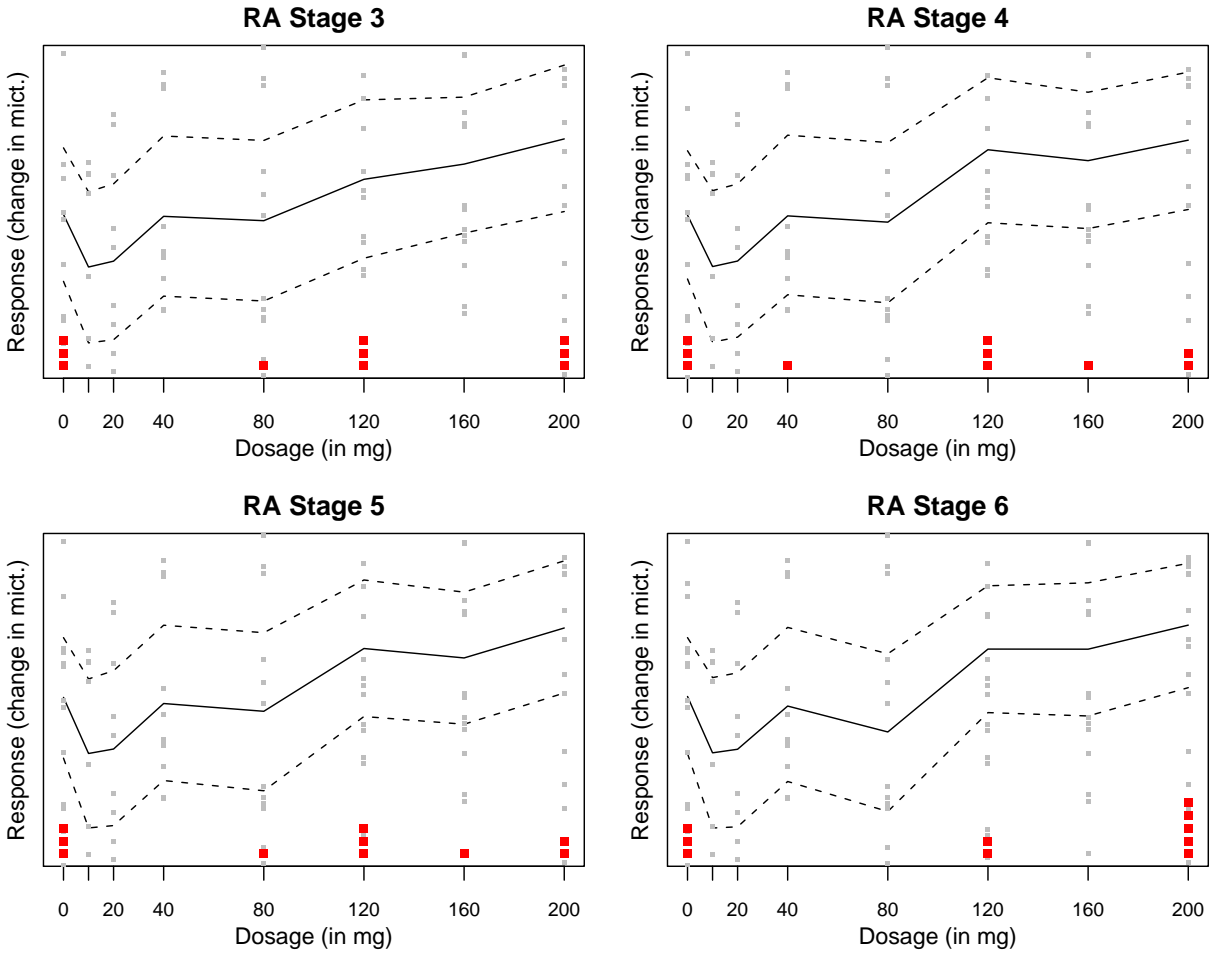 RA Stage 3
Response (change in mict.)
0 20 40 80 120 160 200
Dosage (in mg)
RA Stage 4
Response (change in mict.)
0 20 40 80 120 160 200
Dosage (in mg)
RA Stage 5
Response (change in mict.)
0 20 40 80 120 160 200
Dosage (in mg)
RA Stage 6
Response (change in mict.)
0 20 40 80 120 160 200
Dosage (in mg)